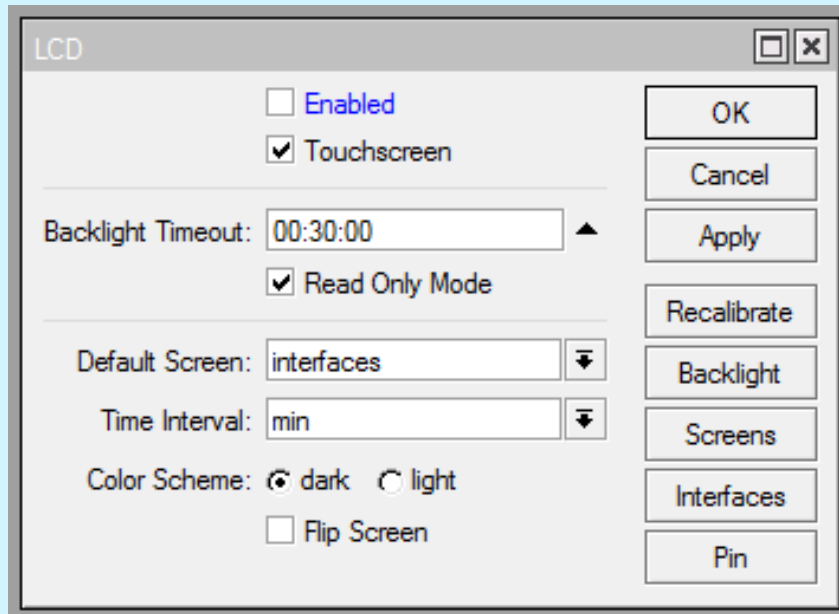 LCD
Enabled
Touchscreen
Backlight Timeout: 00:30:00
Read Only Mode
Default Screen: interfaces
Time Interval: min
Color Scheme: dark light
Flip Screen
OK
Cancel
Apply
Recalibrate
Backlight
Screens
Interfaces
Pin